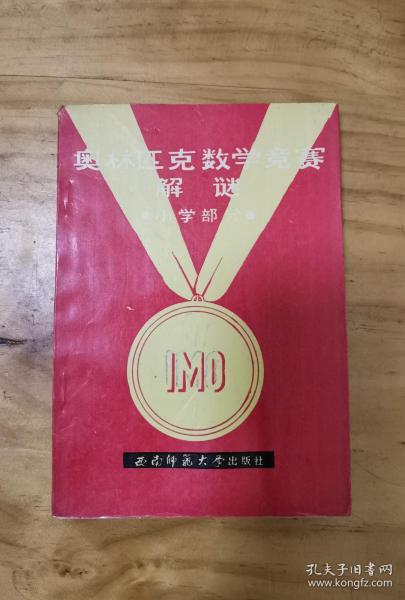 奥林匹克数学竞赛
解谜
●小学部分●
IMO
西南师范大学出版社
孔夫子旧书网
www.kongfz.com